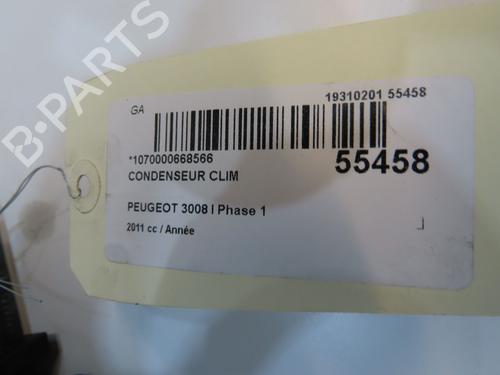 B-PARTS
GA
19310201 55458
*1070000668566
55458
CONDENSEUR CLIM
PEUGEOT 3008 I Phase 1
2011 cc / Année